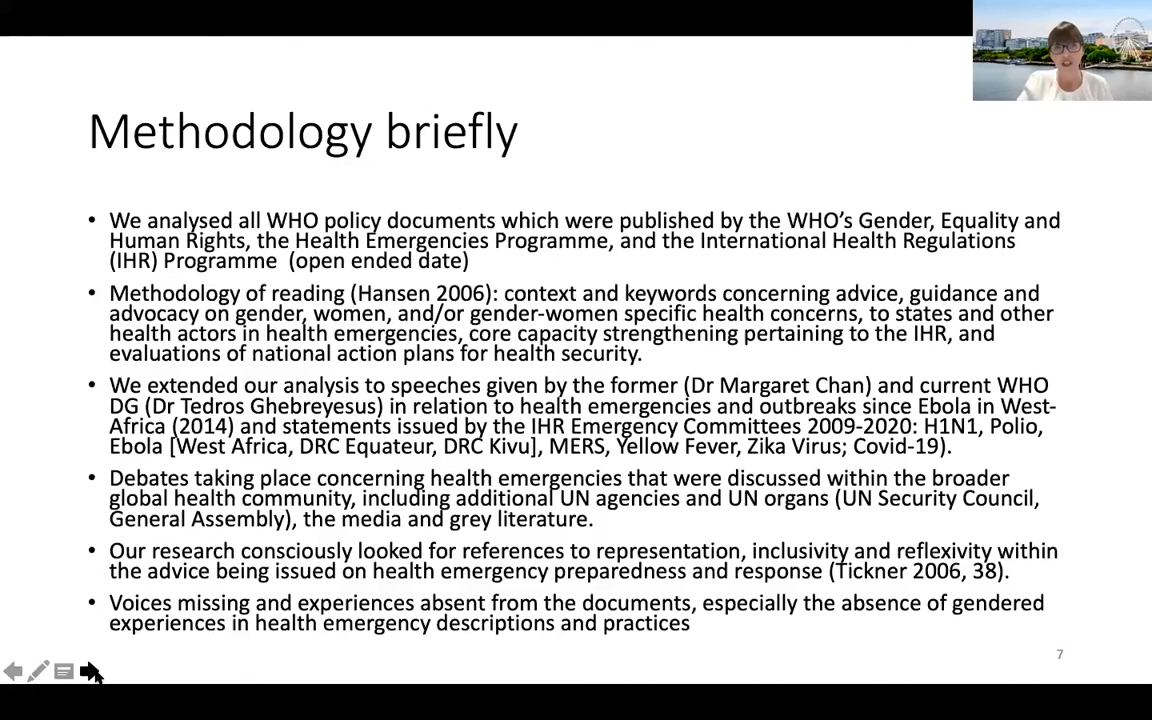 Methodology briefly
• We analysed all WHO policy documents which were published by the WHO's Gender, Equality and
Human Rights, the Health Emergencies Programme, and the International Health Regulations
(IHR) Programme (open ended date)
• Methodology of reading (Hansen 2006): context and keywords concerning advice, guidance and
advocacy on gender, women, and/or gender-women specific health concerns, to states and other
health actors in health emergencies, core capacity strengthening pertaining to the IHR, and
evaluations of national action plans for health security.
• We extended our analysis to speeches given by the former (Dr Margaret Chan) and current WHO
DG (Dr Tedros Ghebreyesus) in relation to health emergencies and outbreaks since Ebola in West-
Africa (2014) and statements issued by the IHR Emergency Committees 2009-2020: H1N1, Polio,
Ebola [West Africa, DRC Equateur, DRC Kivu], MERS, Yellow Fever, Zika Virus; Covid-19).
• Debates taking place concerning health emergencies that were discussed within the broader
global health community, including additional UN agencies and UN organs (UN Security Council,
General Assembly), the media and grey literature.
• Our research consciously looked for references to representation, inclusivity and reflexivity within
the advice being issued on health emergency preparedness and response (Tickner 2006, 38).
• Voices missing and experiences absent from the documents, especially the absence of gendered
experiences in health emergency descriptions and practices
7